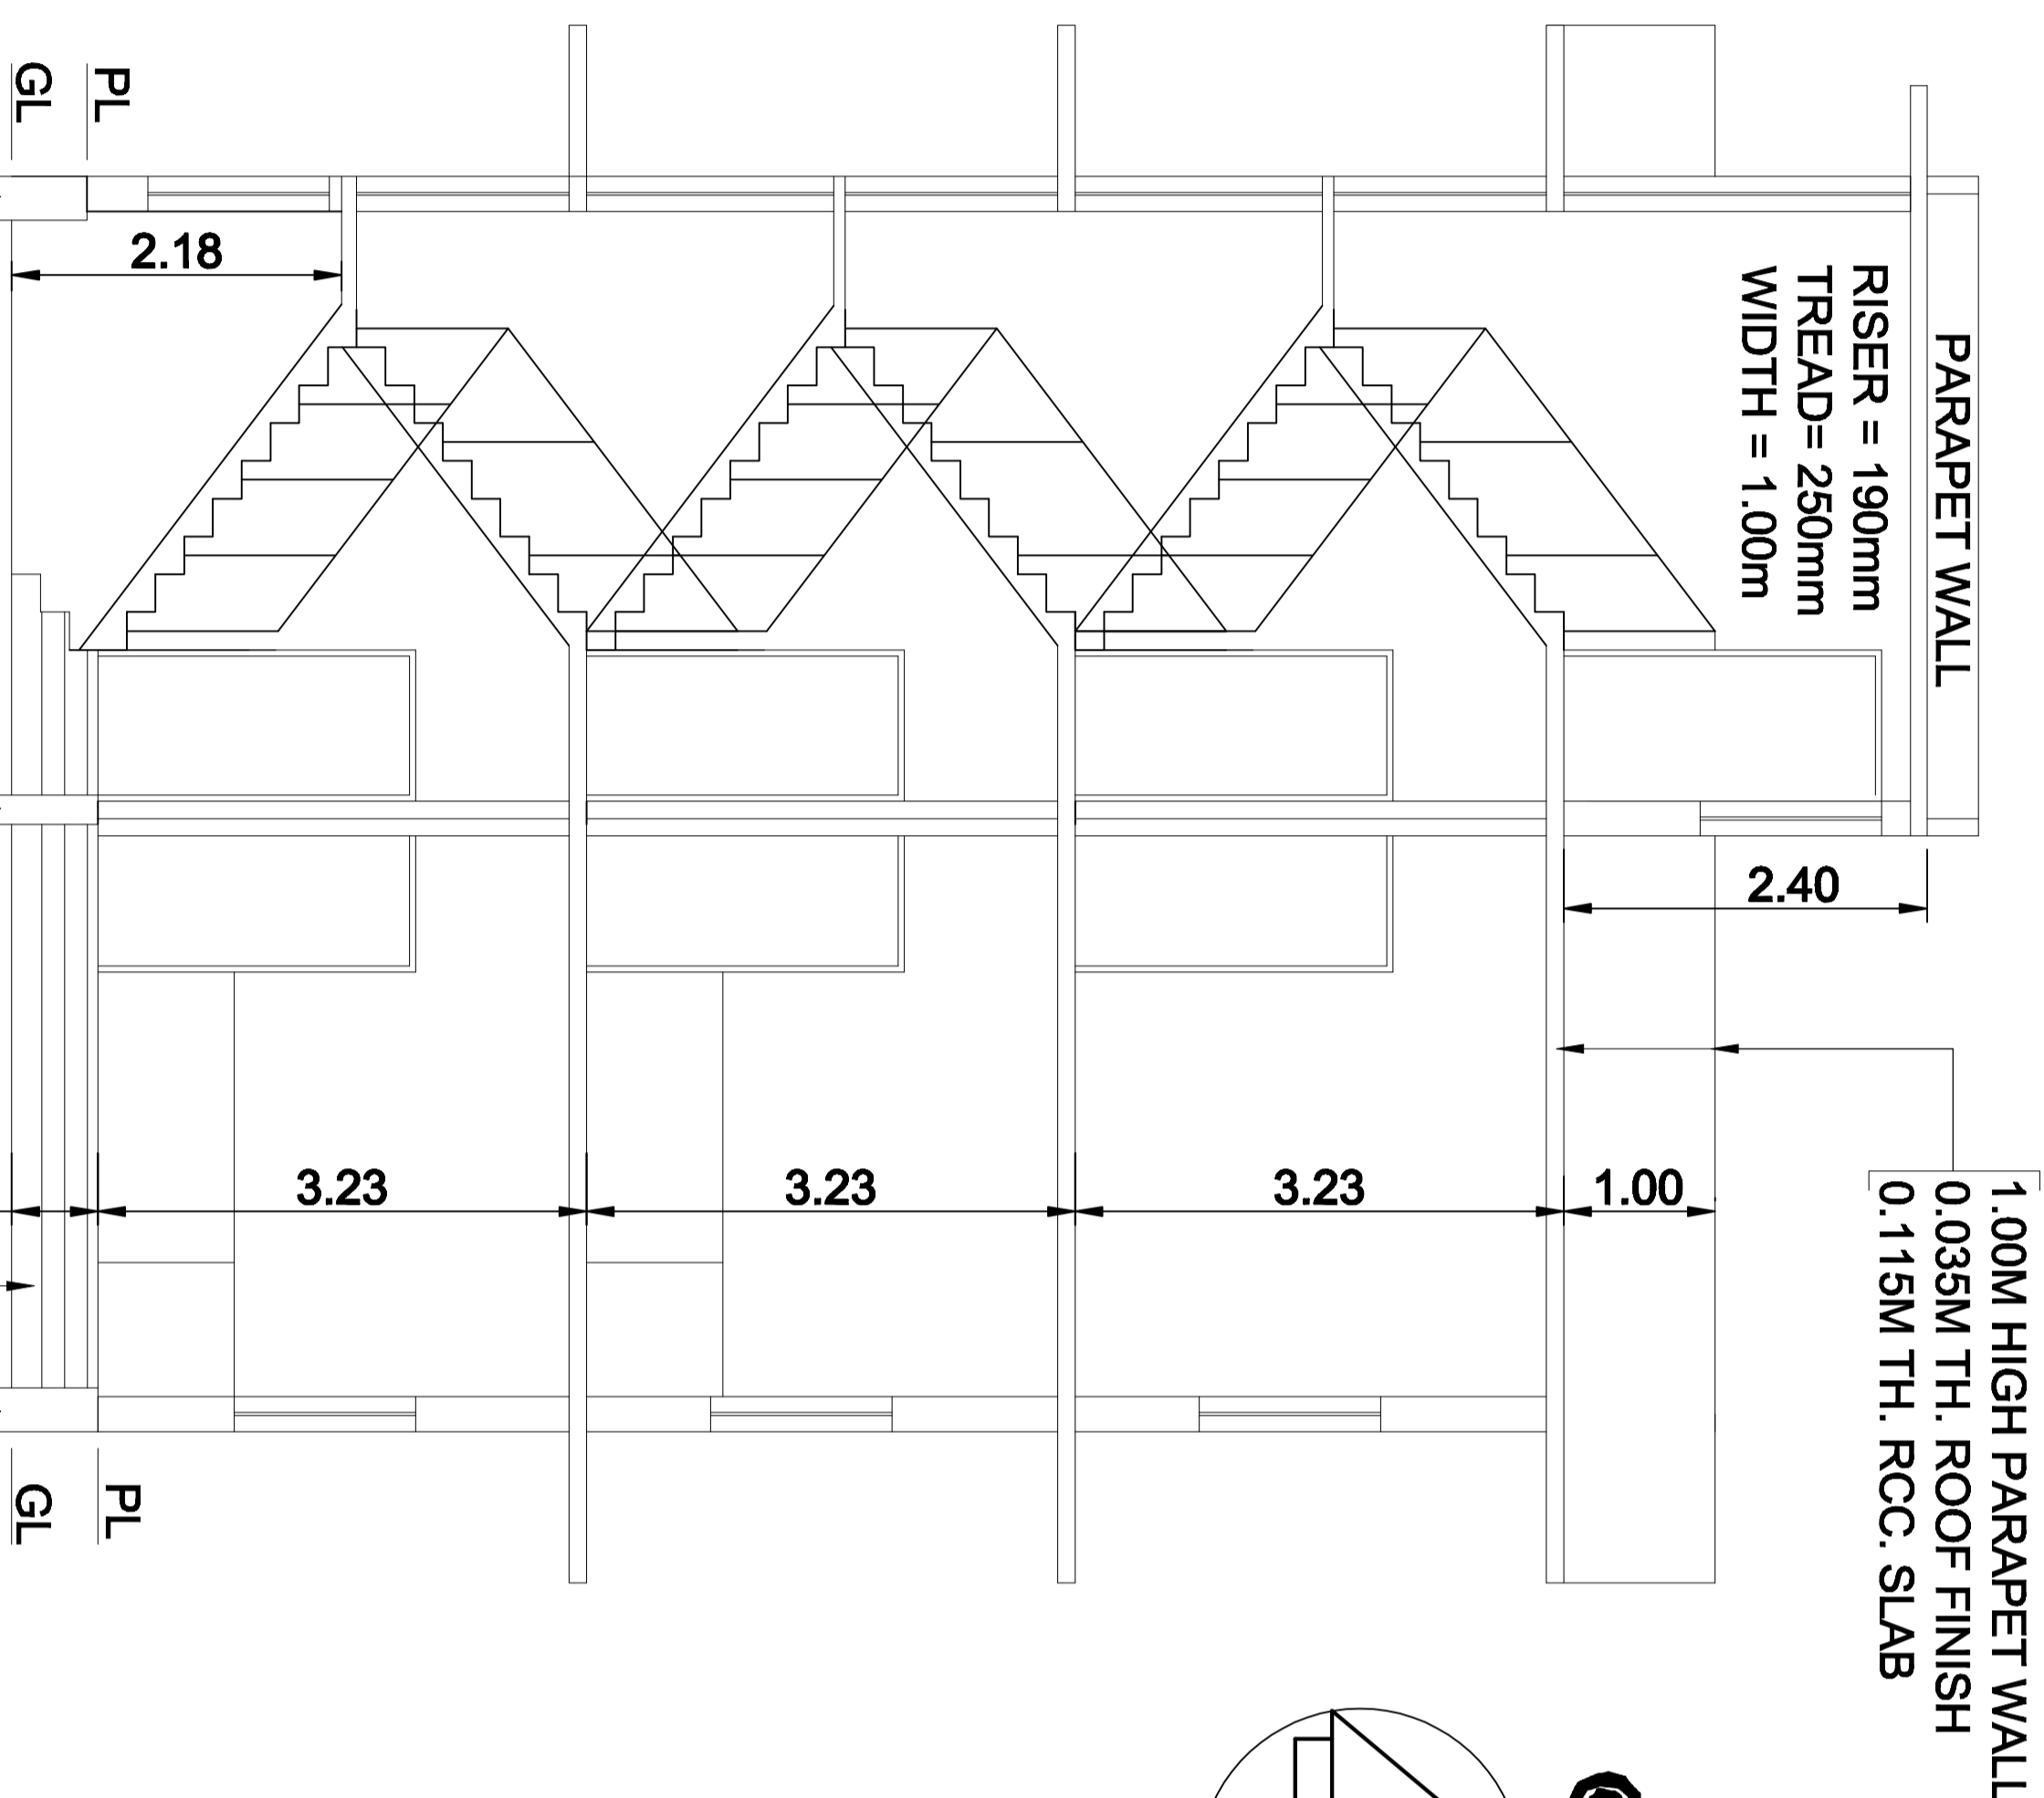 PARAPET WALL
RISER = 190mm
TREAD= 250mm
WIDTH = 1.00m
1.00M HIGH PARAPET WALL
0.035M TH. ROOF FINISH
0.115M TH. RCC. SLAB
2.40
1.00
3.23
3.23
3.23
2.18
PL
GL
PL
GL